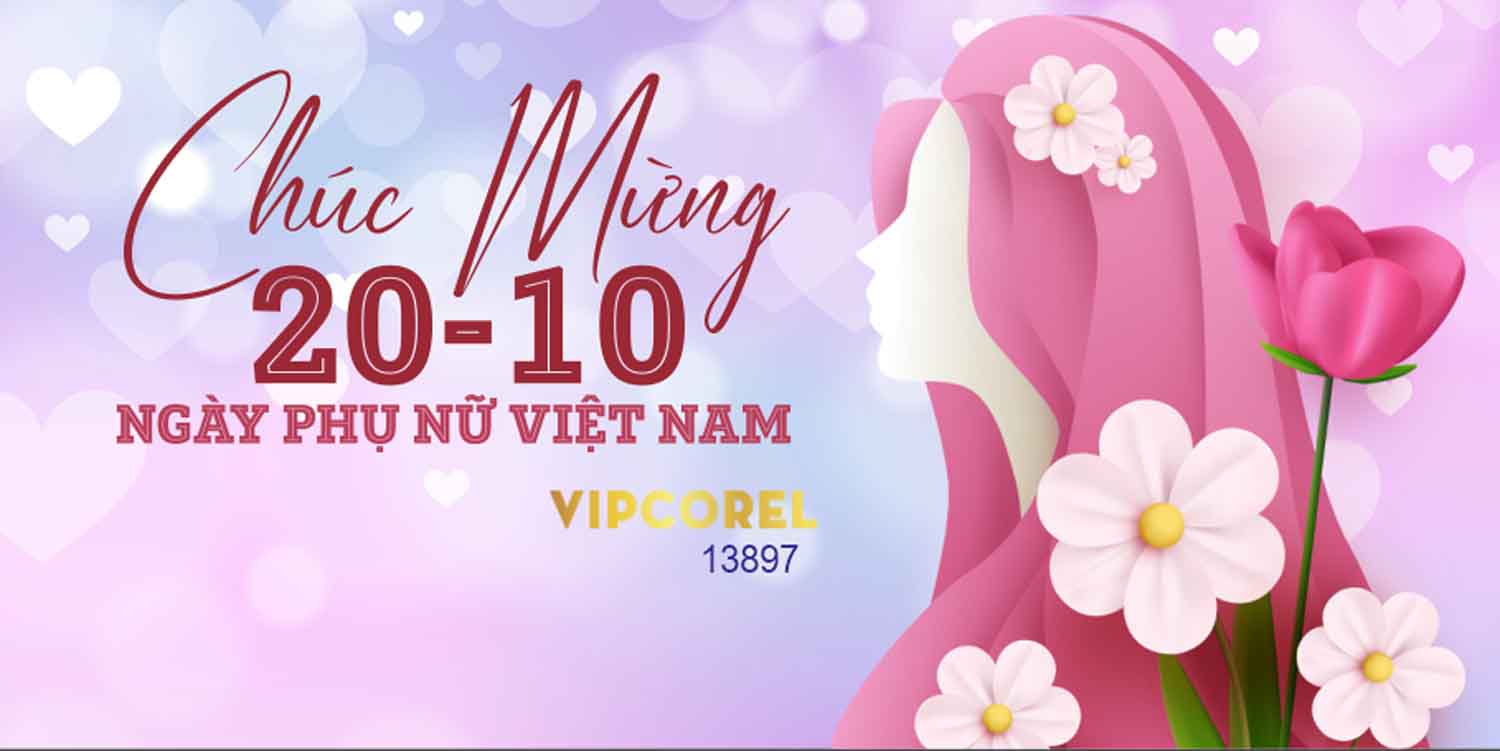 Chúc Mừng
20-10
NGÀY PHỤ NỮ VIỆT NAM
VIPCOREL
13897